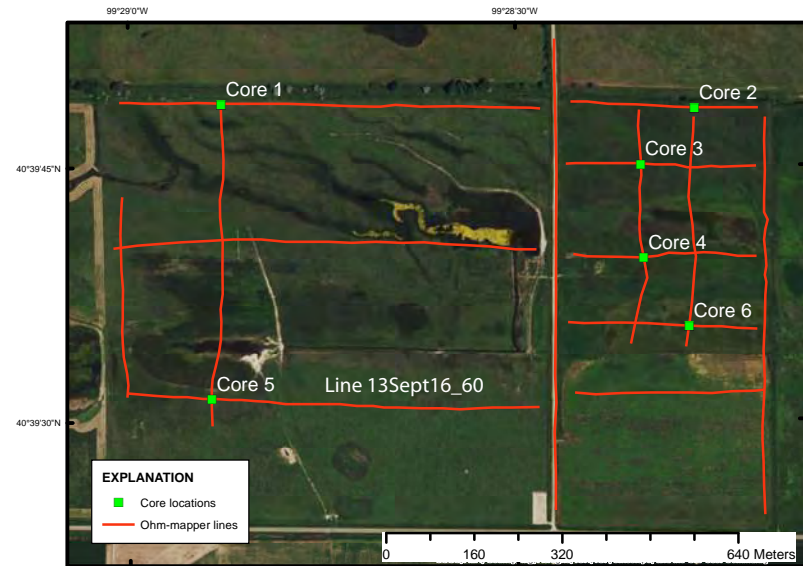 99°29'0"W
99°28'30"W
Core 1
Core 2
Core 3
40°39'45"N
Core 4
Core 6
Core 5
Line 13Sept16_60
40°39'30"N
EXPLANATION
Core locations
Ohm-mapper lines
0 160 320 640 Meters